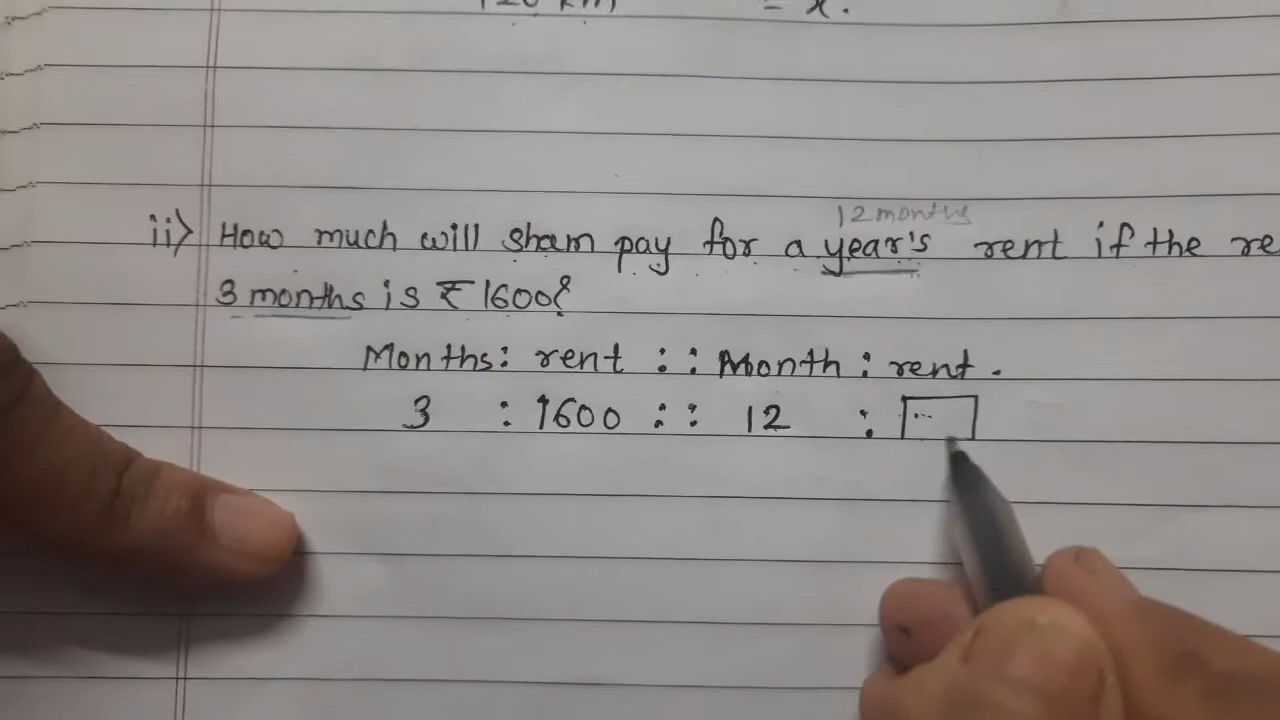 = x.
12 months
ii) How much will sham pay for a year's rent if the re
3 months is ₹ 1600?
Months: rent :: Month : rent.
3 : 1600 :: 12 :